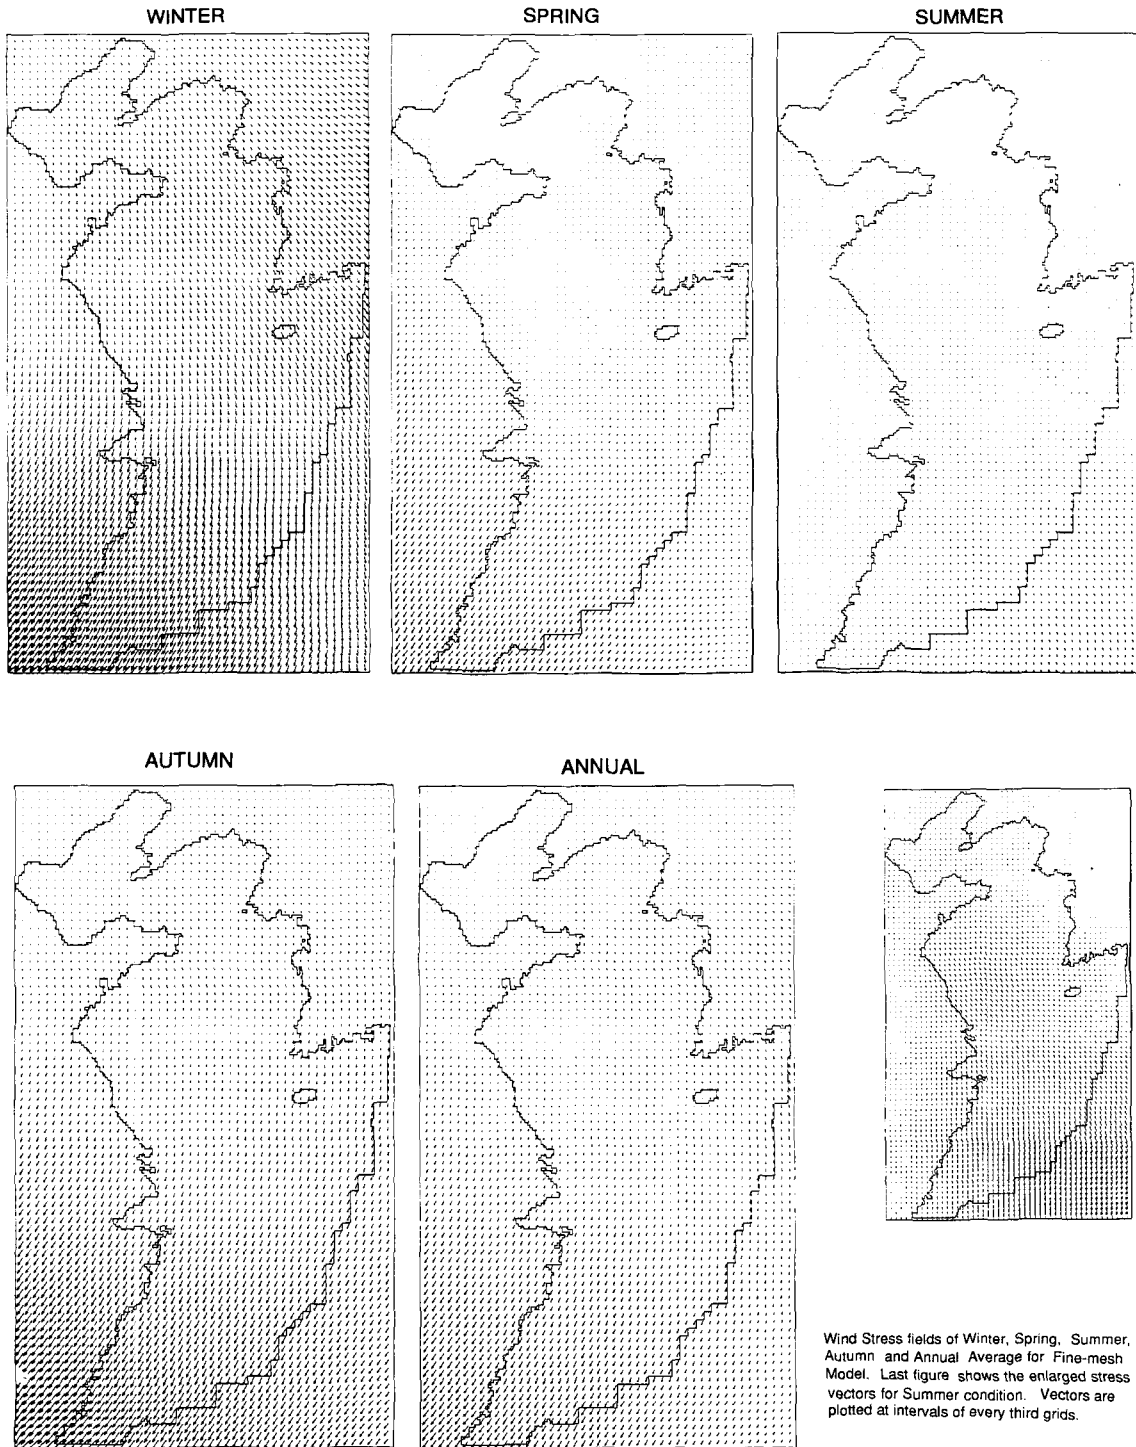 WINTER
SPRING
SUMMER
AUTUMN
ANNUAL
Wind Stress fields of Winter, Spring, Summer,
Autumn and Annual Average for Fine-mesh
Model. Last figure shows the enlarged stress
vectors for Summer condition. Vectors are
plotted at intervals of every third grids.